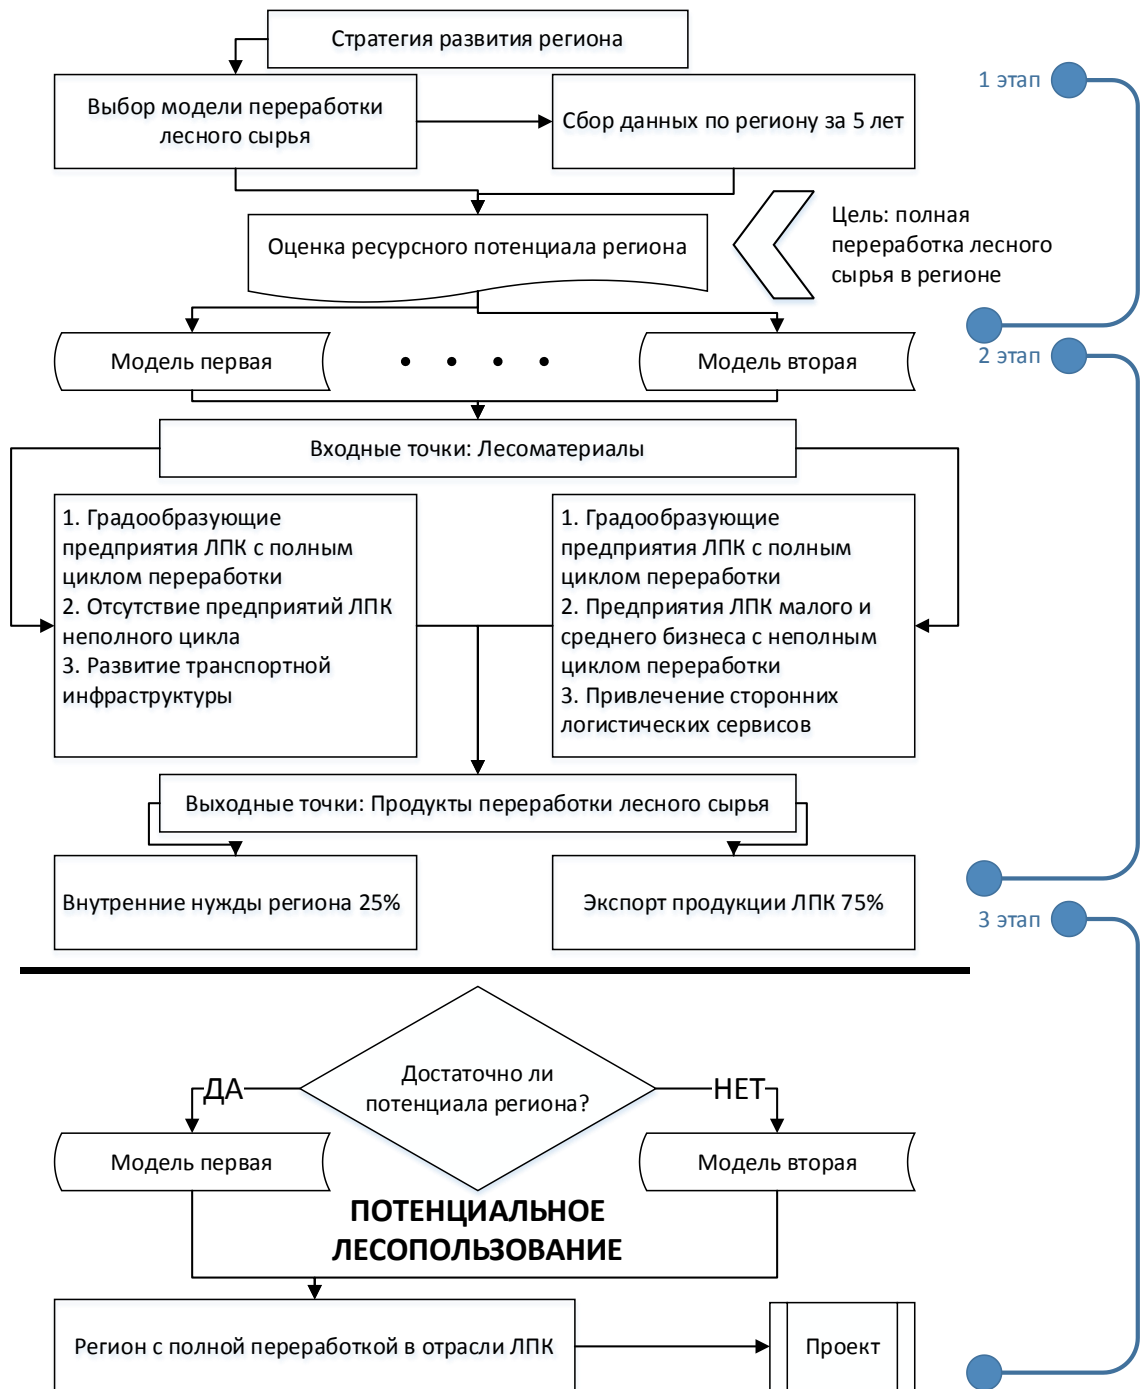 Стратегия развития региона
1 этап
Выбор модели переработки
лесного сырья
Сбор данных по региону за 5 лет
Оценка ресурсного потенциала региона
Цель: полная
переработка лесного
сырья в регионе
2 этап
Модель первая
Модель вторая
Входные точки: Лесоматериалы
1. Градообразующие
предприятия ЛПК с полным
циклом переработки
2. Отсутствие предприятий ЛПК
неполного цикла
3. Развитие транспортной
инфраструктуры
1. Градообразующие
предприятия ЛПК с полным
циклом переработки
2. Предприятия ЛПК малого и
среднего бизнеса с неполным
циклом переработки
3. Привлечение сторонних
логистических сервисов
Выходные точки: Продукты переработки лесного сырья
Внутренние нужды региона 25%
Экспорт продукции ЛПК 75%
3 этап
Достаточно ли
потенциала региона?
ДА
НЕТ
Модель первая
Модель вторая
ПОТЕНЦИАЛЬНОЕ
ЛЕСОПОЛЬЗОВАНИЕ
Регион с полной переработкой в отрасли ЛПК
Проект